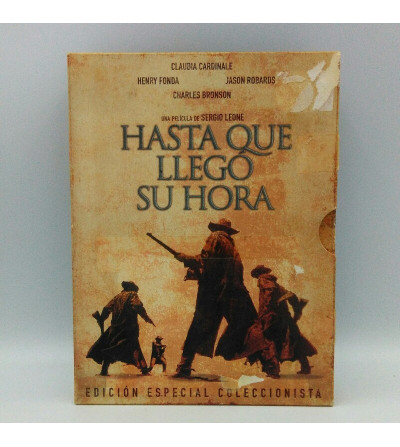 CLAUDIA CARDINALE
HENRY FONDA JASON ROBARDS
CHARLES BRONSON
UNA PELÍCULA DE SERGIO LEONE
HASTA QUE
LLEGÓ
SU HORA
EDICIÓN ESPECIAL COLECCIONISTA